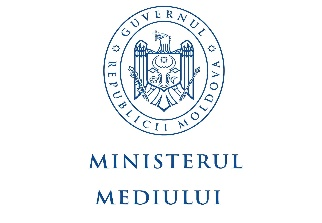 GUVERNUL
REPUBLICII MOLDOVA
MINISTERUL
MEDIULUI